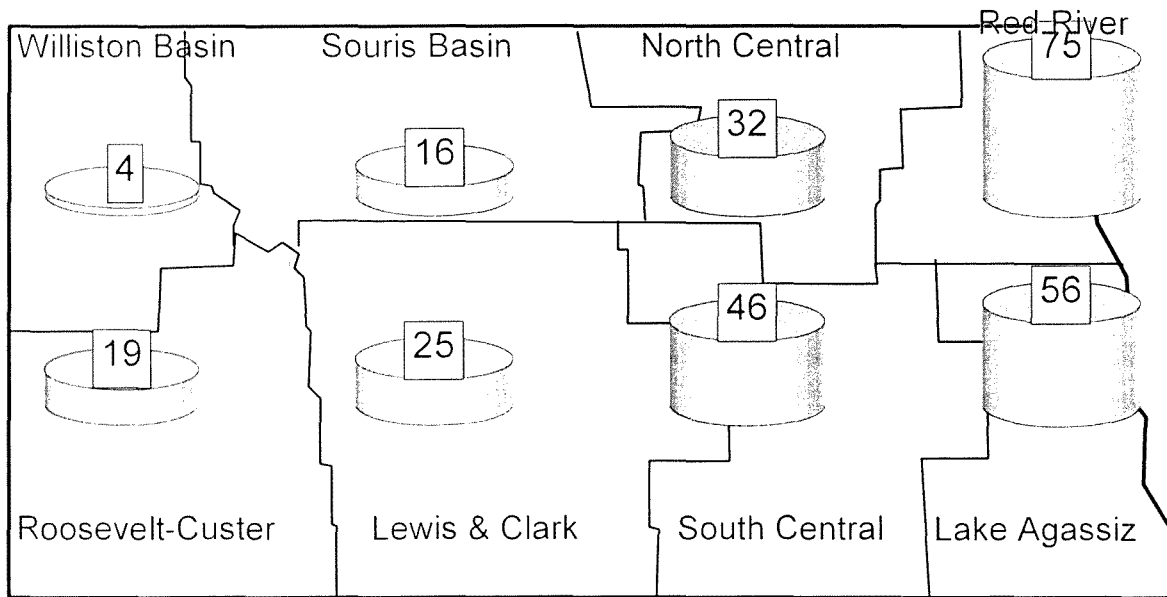 Williston Basin Souris Basin North Central Red River
4 16 32 75
19 25 46 56
Roosevelt-Custer Lewis & Clark South Central Lake Agassiz